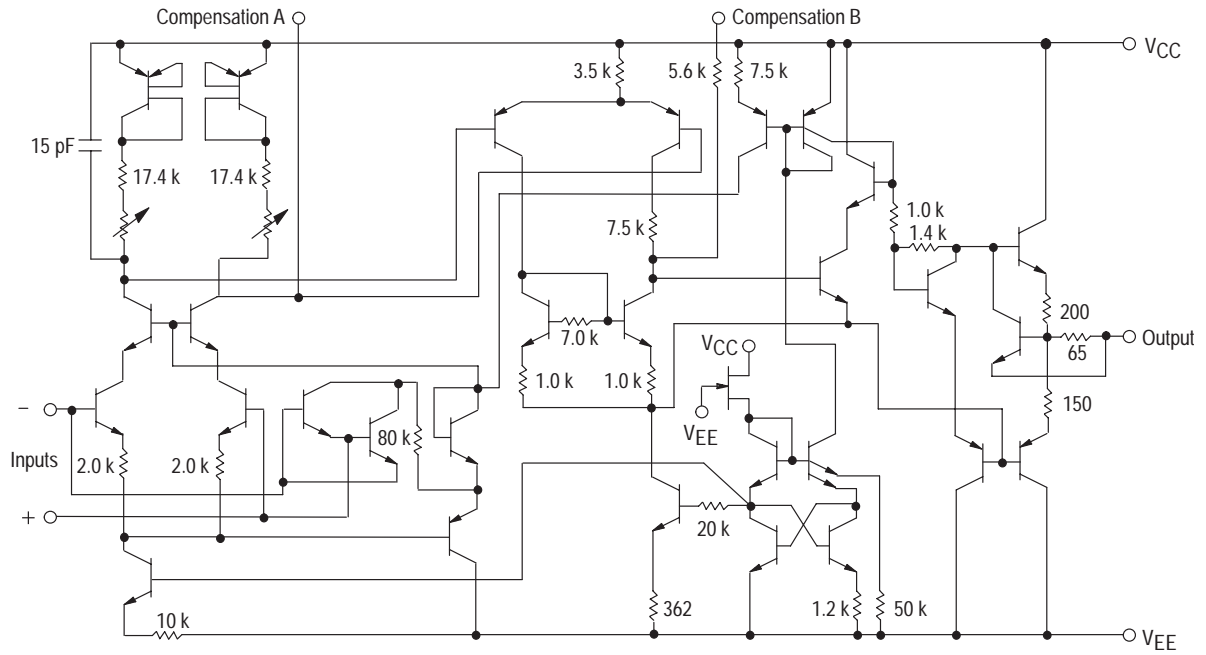 Compensation A
Compensation B
VCC
3.5 k
5.6 k
7.5 k
15 pF
17.4 k
17.4 k
1.0 k
1.4 k
7.5 k
200
65
Output
7.0 k
VCC
1.0 k
1.0 k
150
–
VEE
80 k
Inputs
2.0 k
2.0 k
+
20 k
10 k
362
1.2 k
50 k
VEE